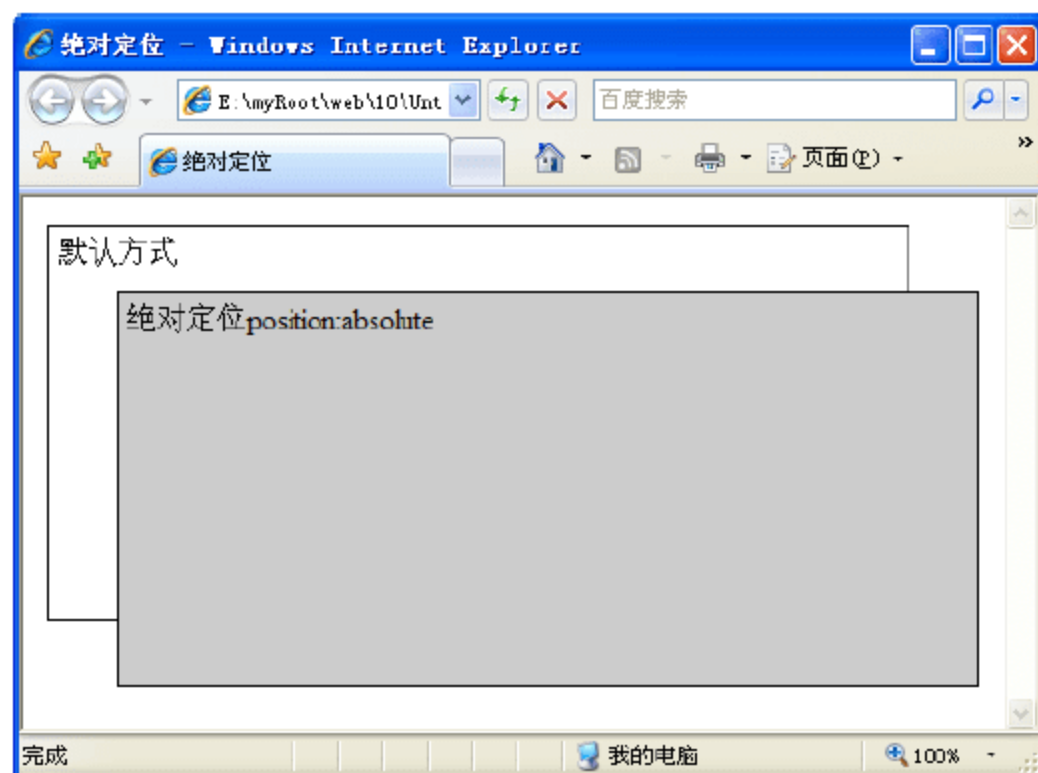 绝对定位 - Windows Internet Explorer
E:\myRoot\web\10\Unt
百度搜索
绝对定位
页面(P)
»
默认方式
绝对定位position:absolute
完成
我的电脑
100%